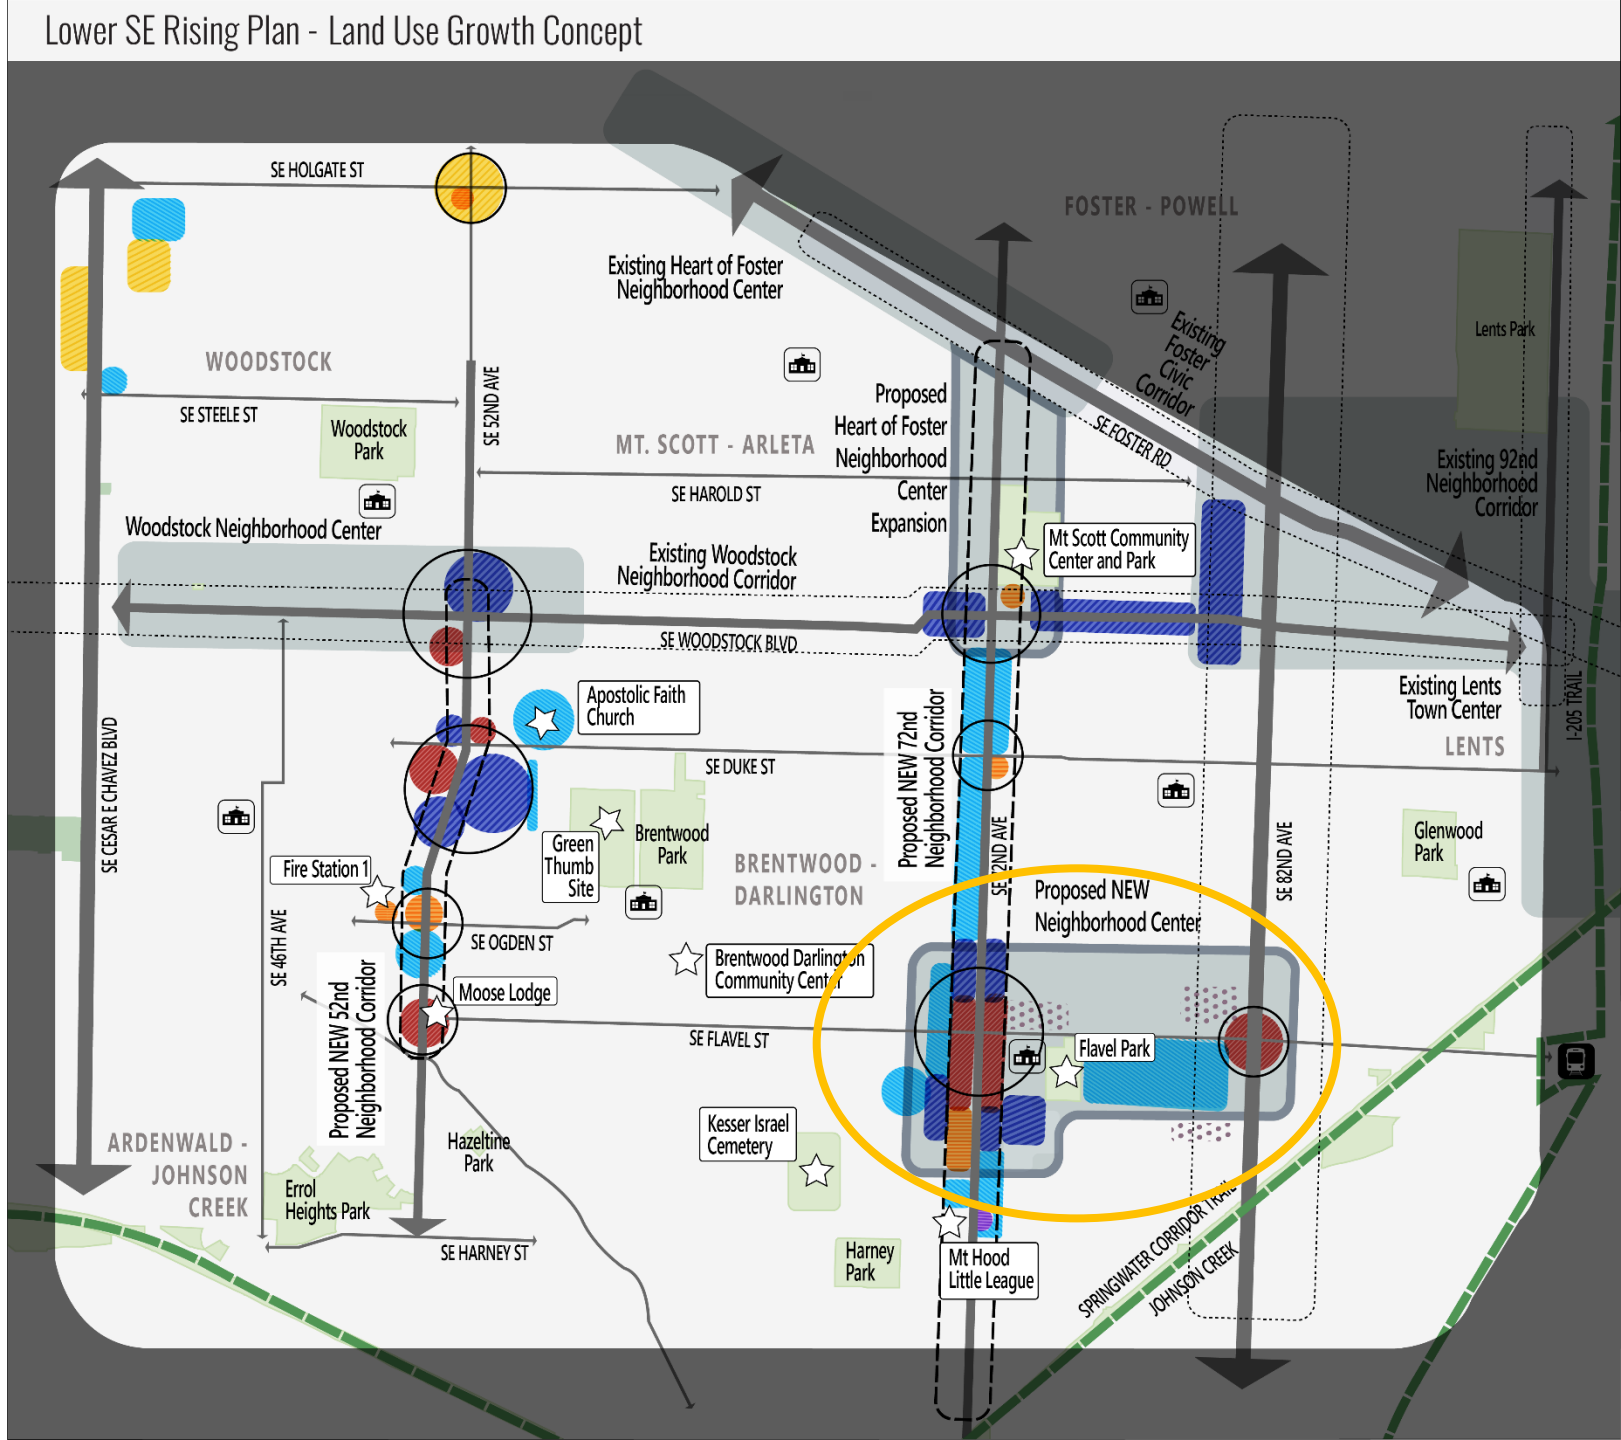 Lower SE Rising Plan - Land Use Growth Concept
SE HOLGATE ST
FOSTER - POWELL
Existing Heart of Foster
Neighborhood Center
Existing
Foster
Civic
Corridor
Lents Park
WOODSTOCK
SE STEELE ST
SE 52ND AVE
Woodstock
Park
MT. SCOTT - ARLETA
Proposed
Heart of Foster
Neighborhood
Center
Expansion
SE FOSTER RD
Existing 92nd
Neighborhood
Corridor
SE HAROLD ST
Woodstock Neighborhood Center
Existing Woodstock
Neighborhood Corridor
Mt Scott Community
Center and Park
SE WOODSTOCK BLVD
Existing Lents
Town Center
I-205 TRAIL
Apostolic Faith
Church
SE CESAR E CHAVEZ BLVD
SE DUKE ST
LENTS
Proposed NEW 72nd
Neighborhood Corridor
SE 72ND AVE
SE 82ND AVE
Green
Thumb
Site
Brentwood
Park
Glenwood
Park
Fire Station 1
BRENTWOOD -
DARLINGTON
Proposed NEW
Neighborhood Center
SE 46TH AVE
SE OGDEN ST
Brentwood Darlington
Community Center
Moose Lodge
Proposed NEW 52nd
Neighborhood Corridor
SE FLAVEL ST
Flavel Park
Kesser Israel
Cemetery
ARDENWALD -
JOHNSON
CREEK
Hazeltine
Park
Errol
Heights Park
SE HARNEY ST
Harney
Park
Mt Hood
Little League
SPRINGWATER CORRIDOR TRAIL
JOHNSON CREEK